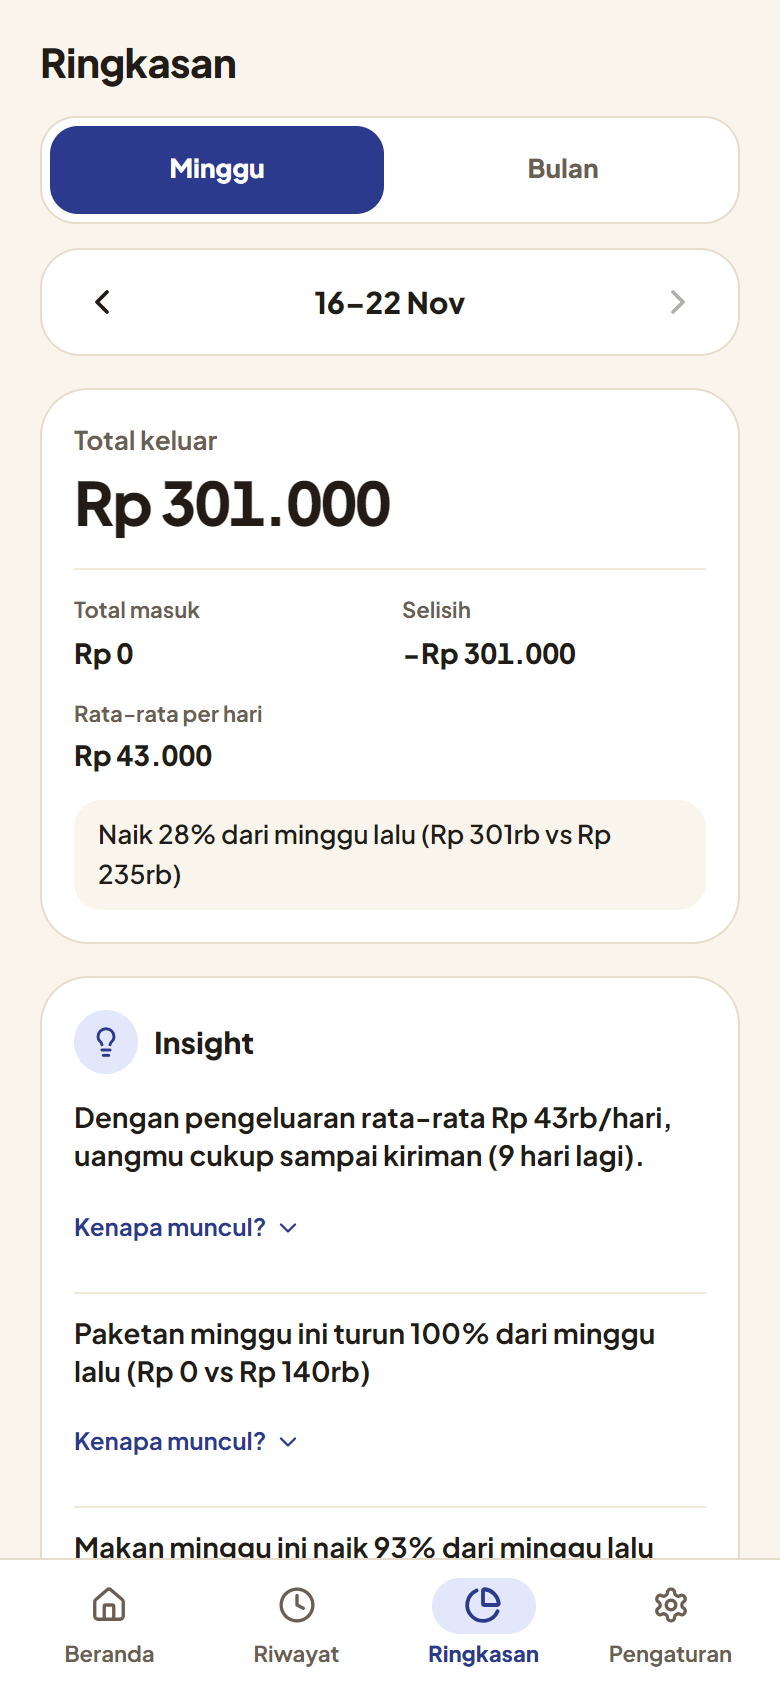 Ringkasan
Minggu
Bulan
16–22 Nov
Total keluar
Rp 301.000
Total masuk
Selisih
Rp 0
−Rp 301.000
Rata-rata per hari
Rp 43.000
Naik 28% dari minggu lalu (Rp 301rb vs Rp
235rb)
Insight
Dengan pengeluaran rata-rata Rp 43rb/hari,
uangmu cukup sampai kiriman (9 hari lagi).
Kenapa muncul?
Paketan minggu ini turun 100% dari minggu
lalu (Rp 0 vs Rp 140rb)
Kenapa muncul?
Makan minggu ini naik 93% dari minggu lalu
Beranda
Riwayat
Ringkasan
Pengaturan